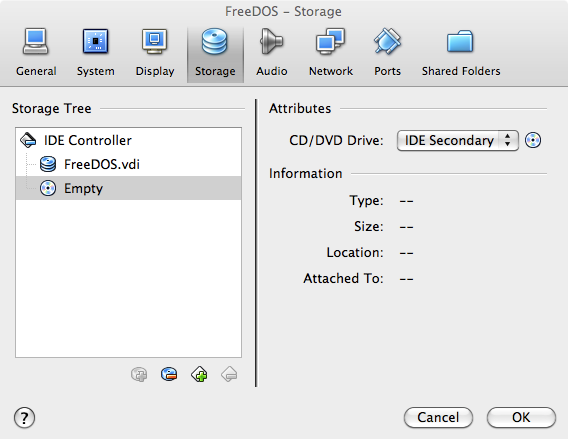 FreeDOS – Storage
General System Display Storage Audio Network Ports Shared Folders
Storage Tree
IDE Controller
FreeDOS.vdi
Empty
Attributes
CD/DVD Drive: IDE Secondary
Information
Type: --
Size: --
Location: --
Attached To: --
? Cancel OK